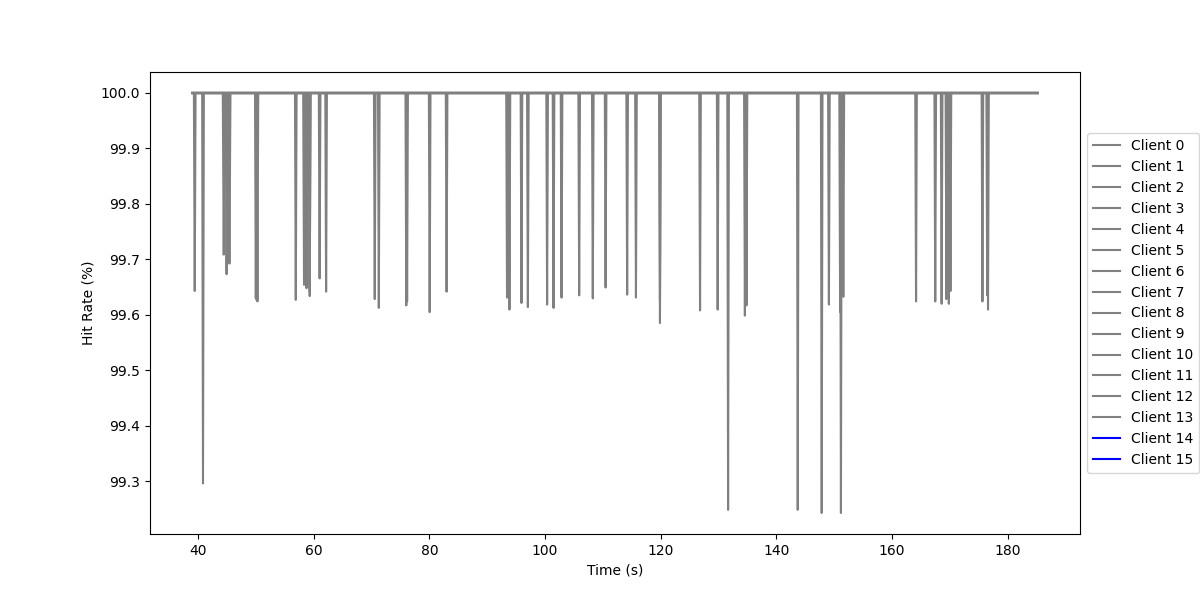 100.0
99.9
99.8
99.7
99.6
99.5
99.4
99.3
Hit Rate (%)
40 60 80 100 120 140 160 180
Time (s)
Client 0
Client 1
Client 2
Client 3
Client 4
Client 5
Client 6
Client 7
Client 8
Client 9
Client 10
Client 11
Client 12
Client 13
Client 14
Client 15